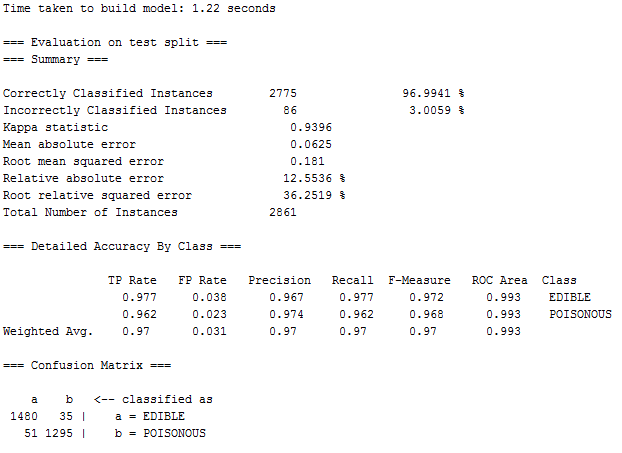 Time taken to build model: 1.22 seconds
=== Evaluation on test split ===
=== Summary ===
Correctly Classified Instances        2775               96.9941 %
Incorrectly Classified Instances        86                3.0059 %
Kappa statistic                          0.9396
Mean absolute error                      0.0625
Root mean squared error                  0.181
Relative absolute error                 12.5536 %
Root relative squared error             36.2519 %
Total Number of Instances             2861
=== Detailed Accuracy By Class ===
               TP Rate   FP Rate   Precision   Recall  F-Measure   ROC Area  Class
                 0.977     0.038      0.967     0.977     0.972      0.993    EDIBLE
                 0.962     0.023      0.974     0.962     0.968      0.993    POISONOUS
Weighted Avg.    0.97      0.031      0.97      0.97      0.97       0.993
=== Confusion Matrix ===
    a    b   <-- classified as
 1480   35 |    a = EDIBLE
   51 1295 |    b = POISONOUS